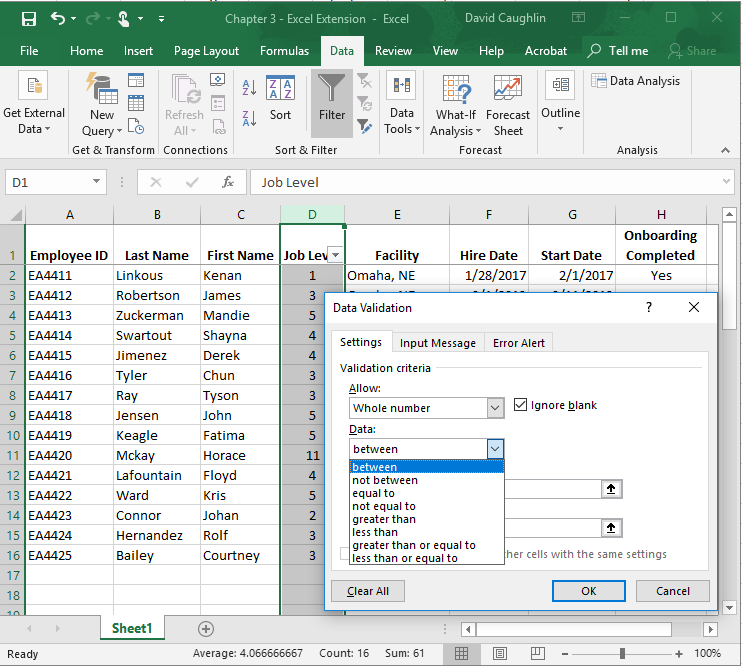 Chapter 3 - Excel Extension - Excel David Caughlin
File Home Insert Page Layout Formulas Data Review View Help Acrobat Tell me Share
Get External Data
New Query
Get & Transform
Refresh All
Connections
Sort
Filter
Sort & Filter
Data Tools
What-If Analysis
Forecast Sheet
Forecast
Outline
Data Analysis
Analysis
D1 fx Job Level
A B C D E F G H
1 Employee ID Last Name First Name Job Lev Facility Hire Date Start Date Onboarding Completed
2 EA4411 Linkous Kenan 1 Omaha, NE 1/28/2017 2/1/2017 Yes
3 EA4412 Robertson James 3
4 EA4413 Zuckerman Mandie 5
5 EA4414 Swartout Shayna 4
6 EA4415 Jimenez Derek 4
7 EA4416 Tyler Chun 3
8 EA4417 Ray Tyson 3
9 EA4418 Jensen John 5
10 EA4419 Keagle Fatima 5
11 EA4420 Mckay Horace 11
12 EA4421 Lafountain Floyd 4
13 EA4422 Ward Kris 5
14 EA4423 Connor Johan 2
15 EA4424 Hernandez Rolf 3
16 EA4425 Bailey Courtney 3
17
18
Data Validation ?
Settings Input Message Error Alert
Validation criteria
Allow:
Whole number Ignore blank
Data:
between
between
not between
equal to
not equal to
greater than
less than
greater than or equal to
less than or equal to
her cells with the same settings
Clear All OK Cancel
Sheet1
Ready Average: 4.066666667 Count: 16 Sum: 61 100%